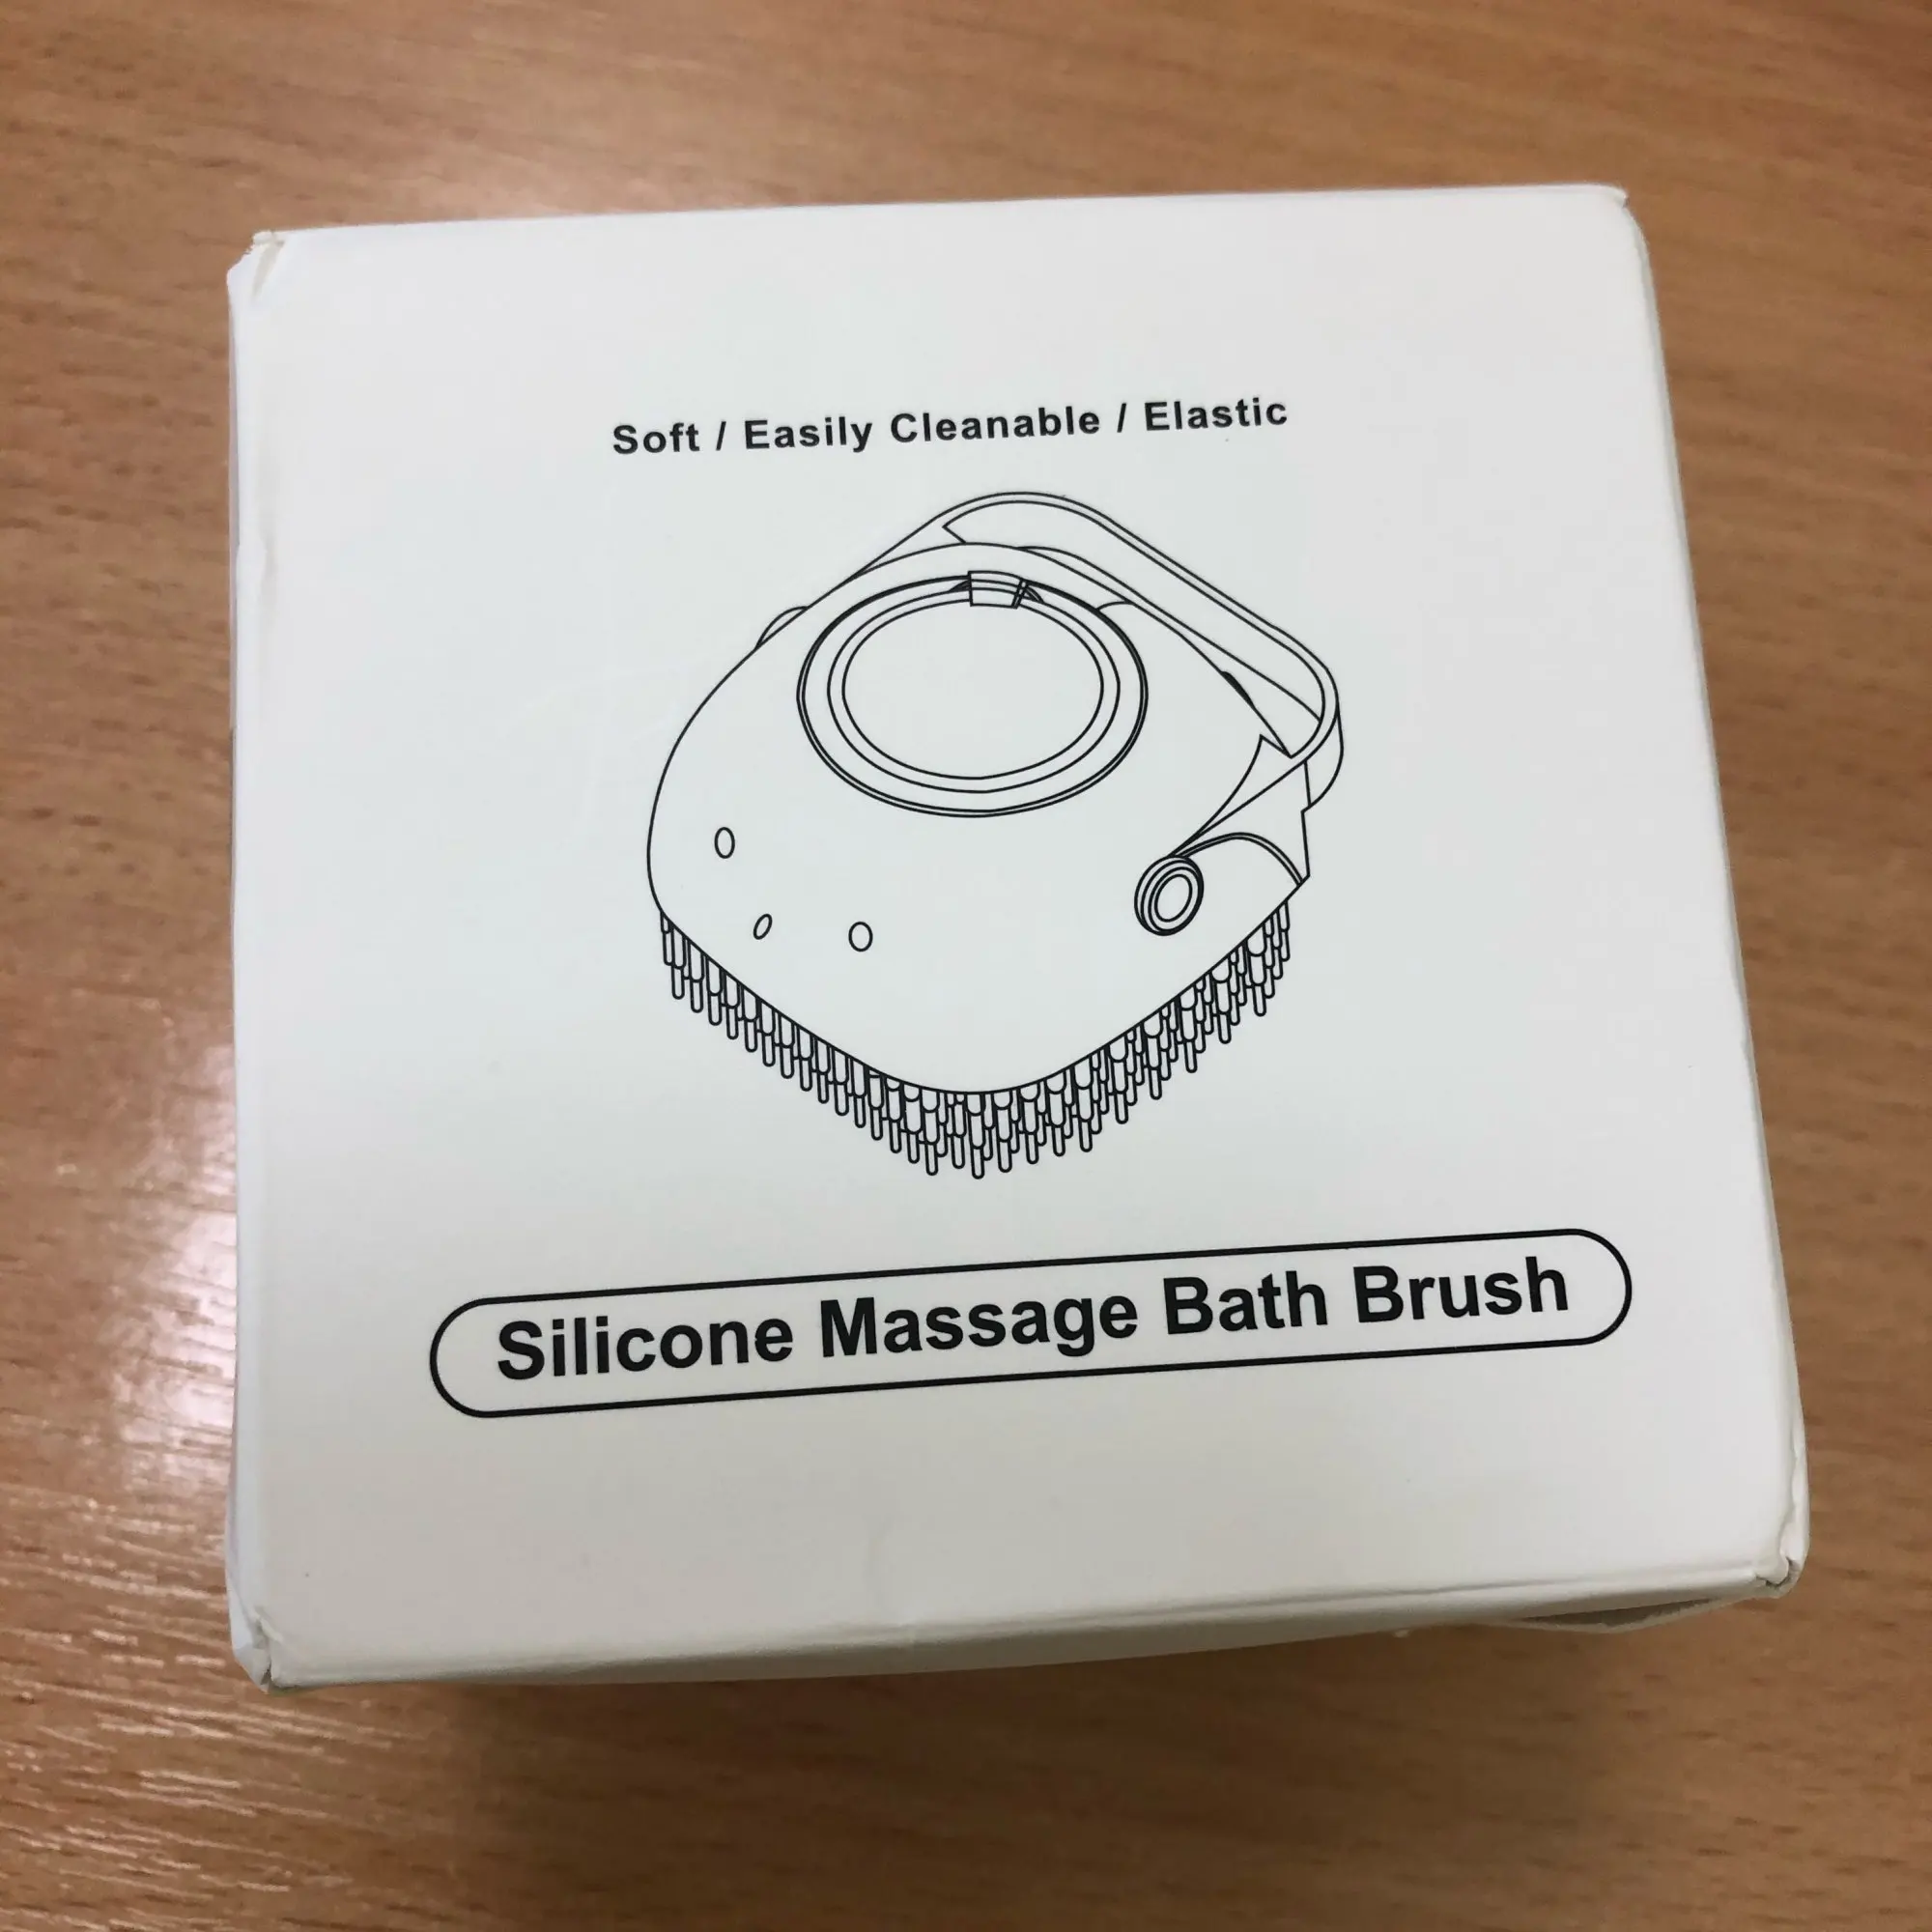 Soft / Easily Cleanable / Elastic
Silicone Massage Bath Brush